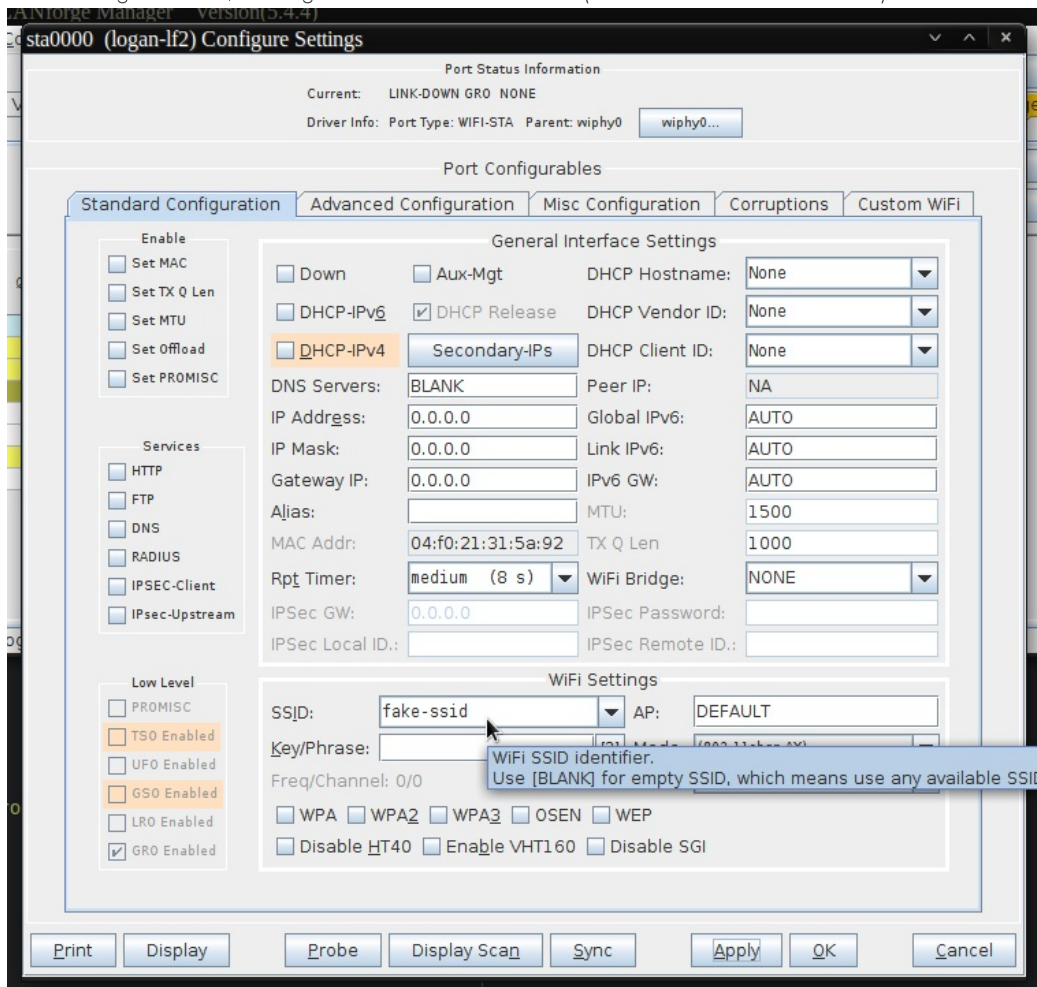 ANforge Manager Version(5.4.4)
sta0000 (logan-lf2) Configure Settings
Port Status Information
Current: LINK-DOWN GRO NONE
Driver Info: Port Type: WIFI-STA Parent: wiphy0 wiphy0...
Port Configurables
Standard Configuration Advanced Configuration Misc Configuration Corruptions Custom WiFi
Enable
Set MAC
Set TX Q Len
Set MTU
Set Offload
Set PROMISC
Services
HTTP
FTP
DNS
RADIUS
IPSEC-Client
IPsec-Upstream
Low Level
PROMISC
TSO Enabled
UFO Enabled
GSO Enabled
LRO Enabled
GRO Enabled
General Interface Settings
Down Aux-Mgt DHCP Hostname: None
DHCP-IPv6 DHCP Release DHCP Vendor ID: None
DHCP-IPv4 Secondary-IPs DHCP Client ID: None
DNS Servers: BLANK Peer IP: NA
IP Address: 0.0.0.0 Global IPv6: AUTO
IP Mask: 0.0.0.0 Link IPv6: AUTO
Gateway IP: 0.0.0.0 IPv6 GW: AUTO
Alias: MTU: 1500
MAC Addr: 04:f0:21:31:5a:92 TX Q Len 1000
Rpt Timer: medium (8 s) WiFi Bridge: NONE
IPSec GW: 0.0.0.0 IPSec Password:
IPSec Local ID.: IPSec Remote ID.:
WiFi Settings
SSID: fake-ssid AP: DEFAULT
Key/Phrase:
WiFi SSID identifier.
Use [BLANK] for empty SSID, which means use any available SSID
Freq/Channel: 0/0
WPA WPA2 WPA3 OSEN WEP
Disable HT40 Enable VHT160 Disable SGI
Print Display Probe Display Scan Sync Apply OK Cancel